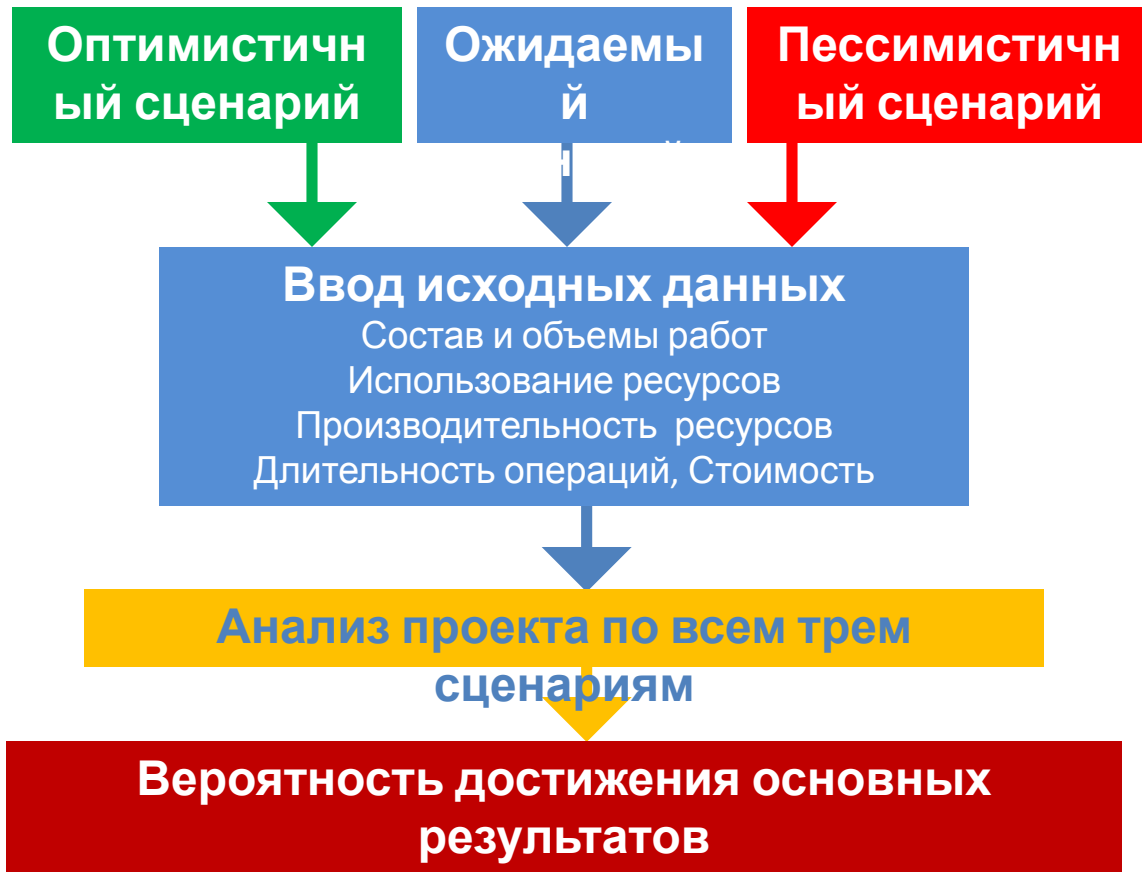 Оптимистичн
ый сценарий
Ожидаемы
й
Пессимистичн
ый сценарий
Ввод исходных данных
Состав и объемы работ
Использование ресурсов
Производительность ресурсов
Длительность операций, Стоимость
Анализ проекта по всем трем
сценариям
Вероятность достижения основных
результатов